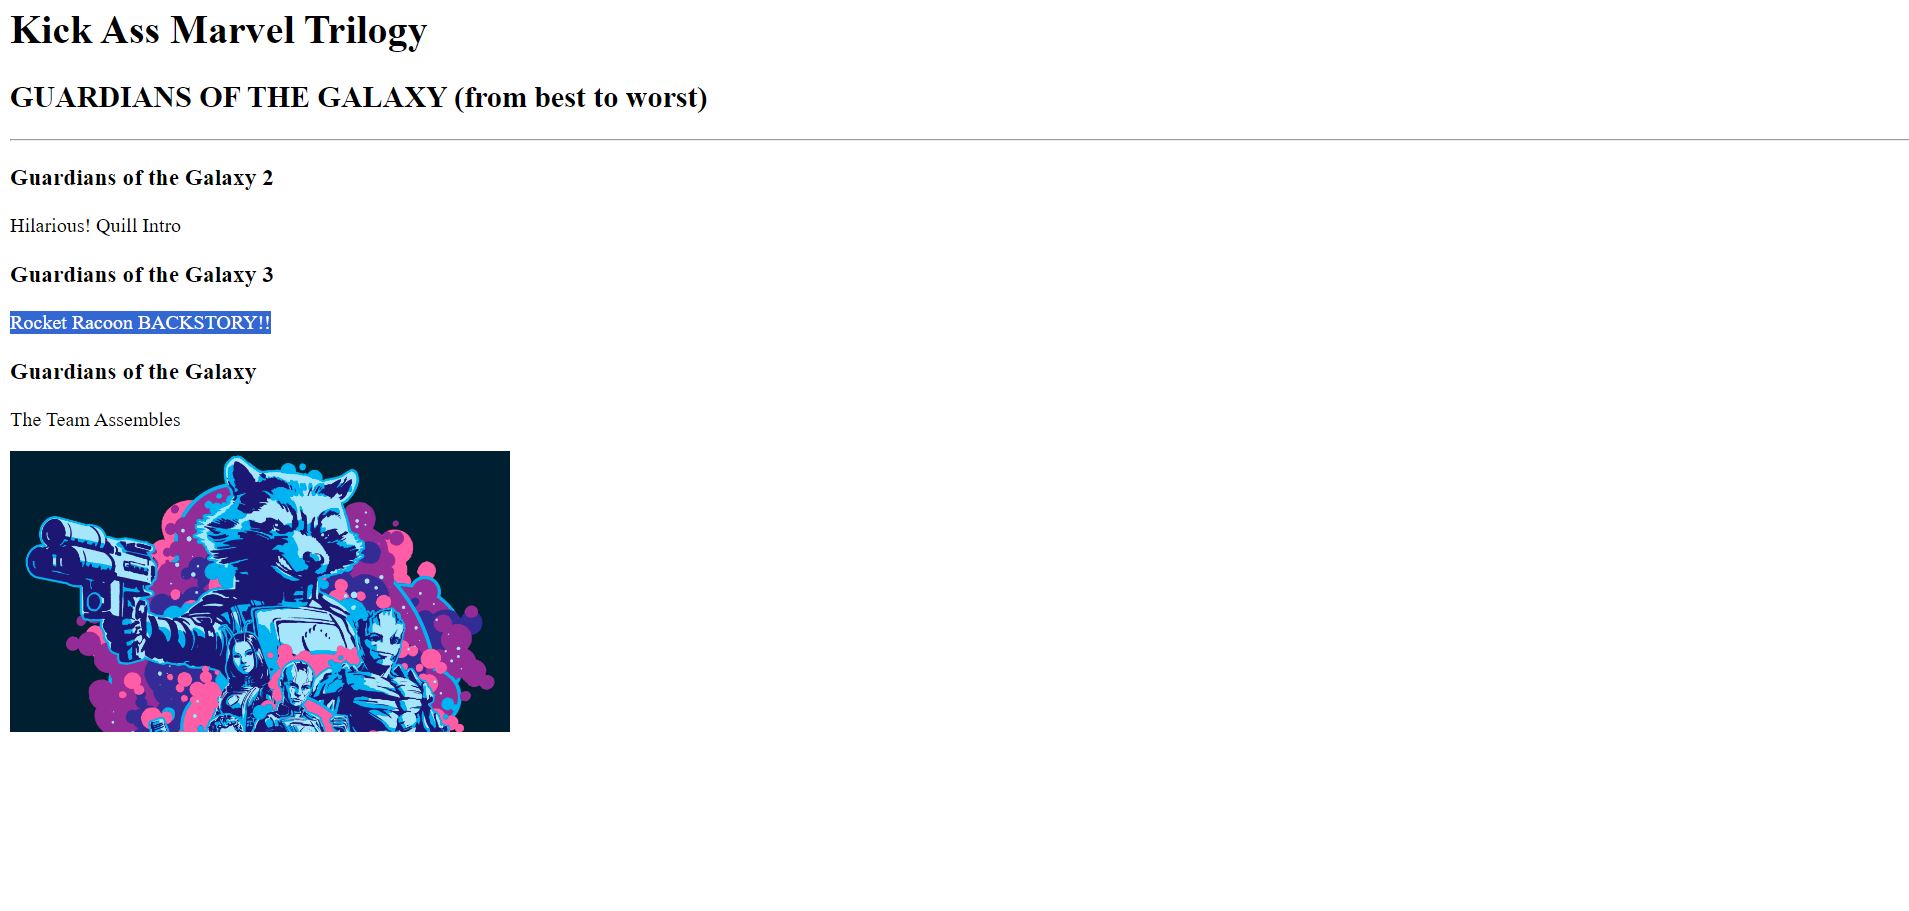 Kick Ass Marvel Trilogy
GUARDIANS OF THE GALAXY (from best to worst)
Guardians of the Galaxy 2
Hilarious! Quill Intro
Guardians of the Galaxy 3
Rocket Racoon BACKSTORY!!
Guardians of the Galaxy
The Team Assembles